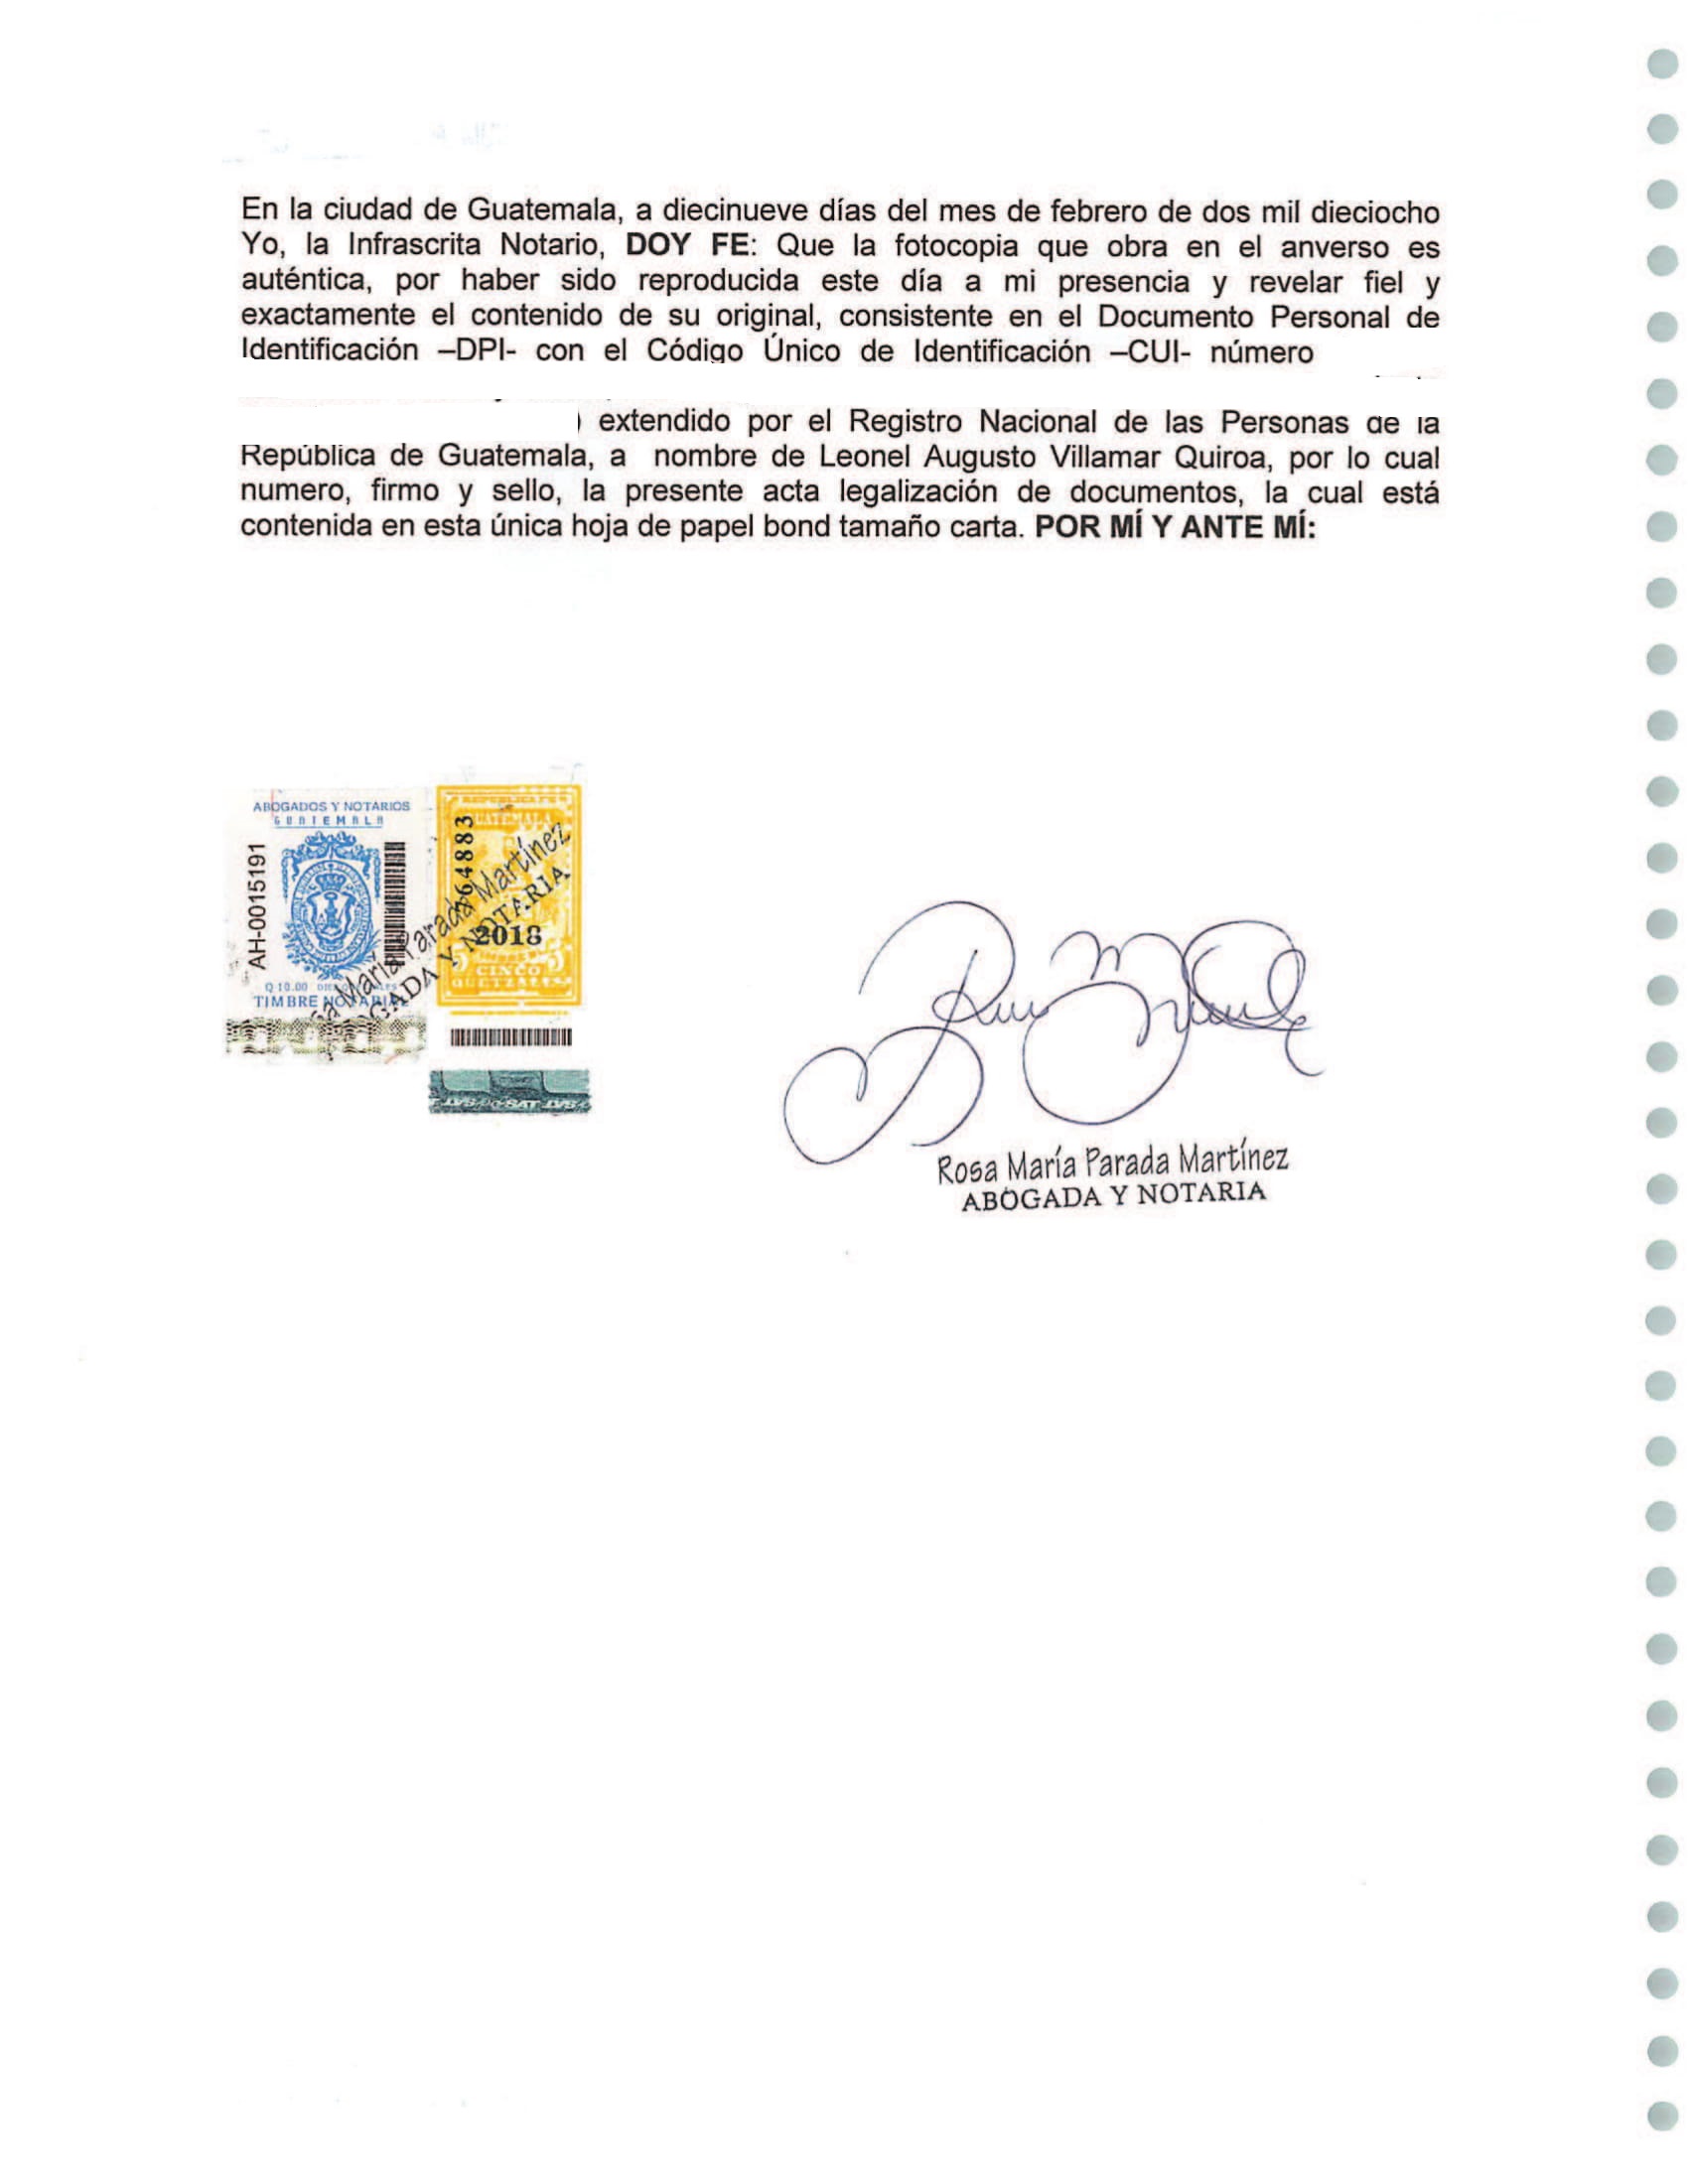 En la ciudad de Guatemala, a diecinueve días del mes de febrero de dos mil dieciocho
Yo, la Infrascrita Notario, DOY FE: Que la fotocopia que obra en el anverso es
auténtica, por haber sido reproducida este día a mi presencia y revelar fiel y
exactamente el contenido de su original, consistente en el Documento Personal de
Identificación –DPI- con el Código Único de Identificación –CUI- número
) extendido por el Registro Nacional de las Personas de la
República de Guatemala, a nombre de Leonel Augusto Villamar Quiroa, por lo cual
numero, firmo y sello, la presente acta legalización de documentos, la cual está
contenida en esta única hoja de papel bond tamaño carta. POR MÍ Y ANTE MÍ:
ABOGADOS Y NOTARIOS
GUATEMALA
AH-0015191
Q 10.00
TIMBRE NOTARIAL
GUATEMALA
64883
2018
5 CINCO 5
QUETZALES
María Parada Martínez
Y NOTARIA
SAT
Rosa María Parada Martínez
ABOGADA Y NOTARIA